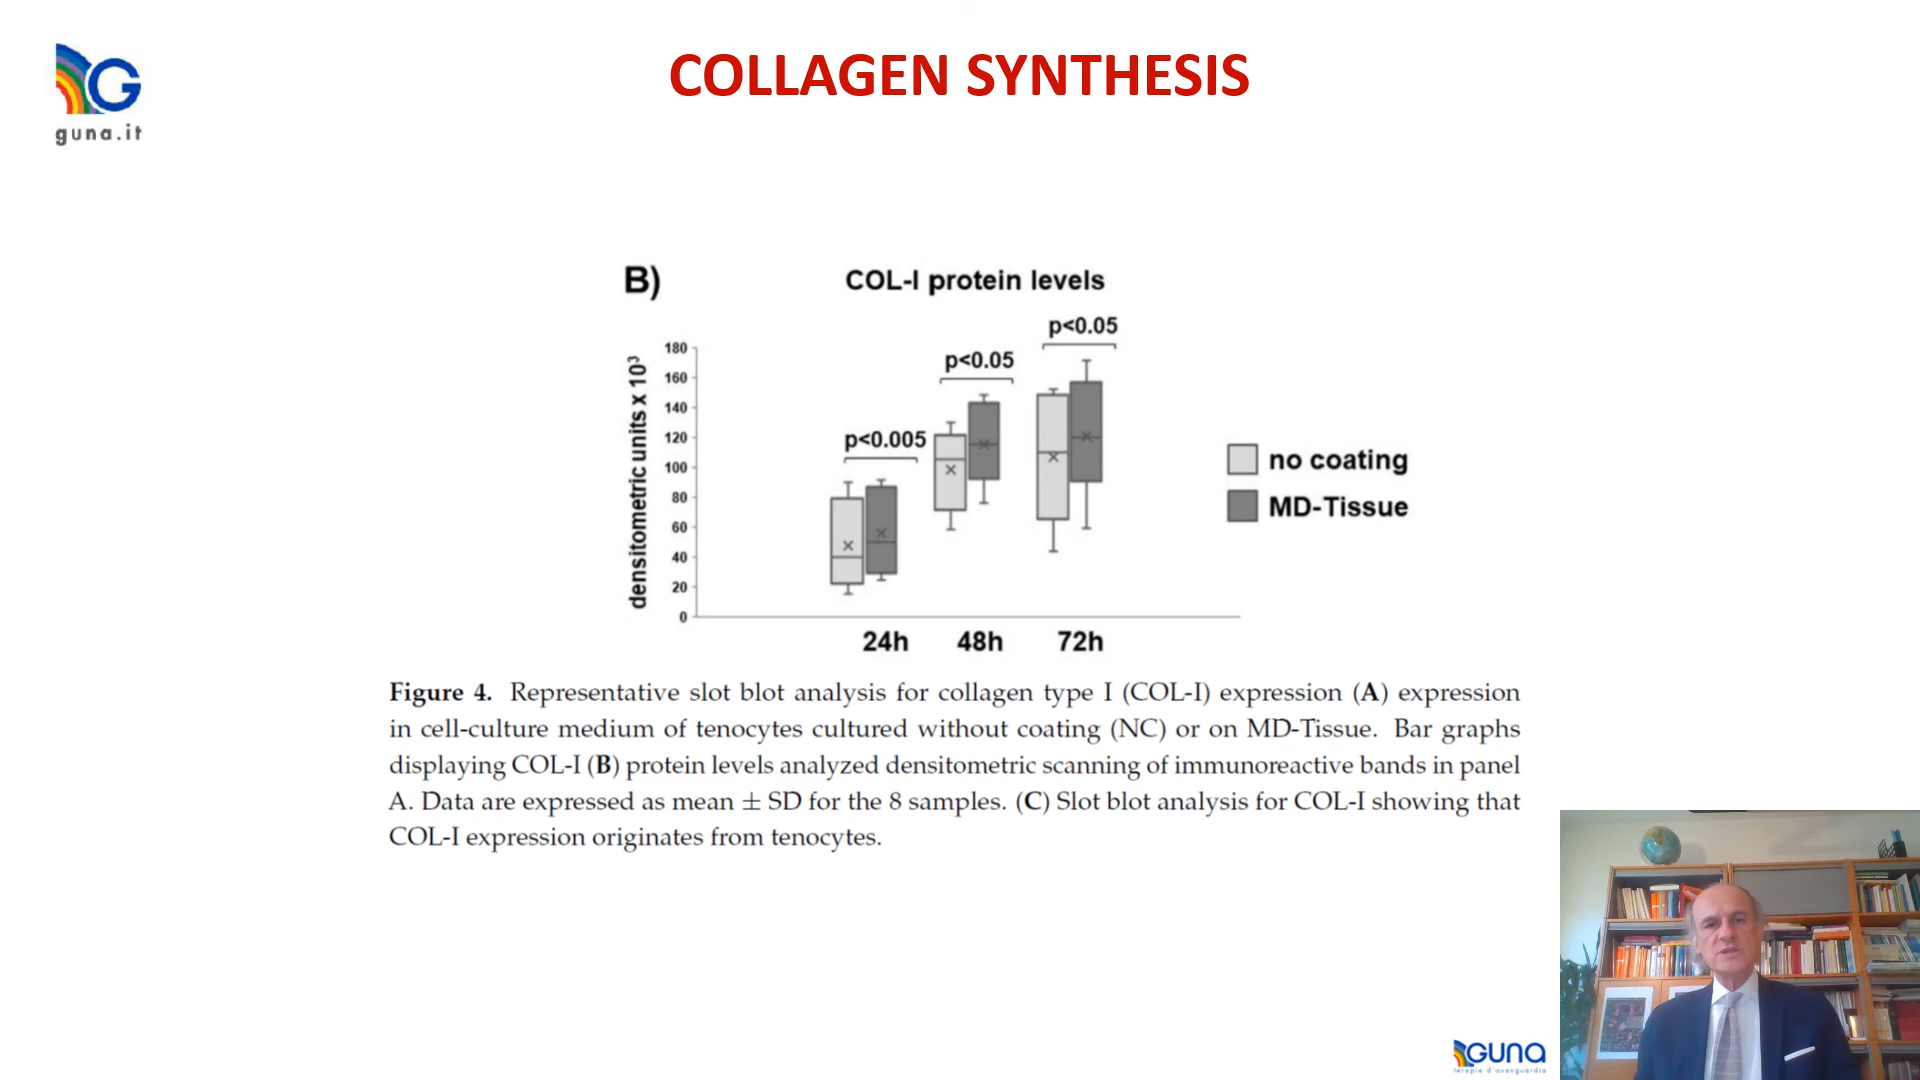 COLLAGEN SYNTHESIS
G
guna.it
B)
COL-I protein levels
p<0.05
p<0.05
p<0.005
densitometric units x 10³
180
160
140
120
100
80
60
40
20
0
24h
48h
72h
no coating
MD-Tissue
Figure 4. Representative slot blot analysis for collagen type I (COL-I) expression (A) expression
in cell-culture medium of tenocytes cultured without coating (NC) or on MD-Tissue. Bar graphs
displaying COL-I (B) protein levels analyzed densitometric scanning of immunoreactive bands in panel
A. Data are expressed as mean ± SD for the 8 samples. (C) Slot blot analysis for COL-I showing that
COL-I expression originates from tenocytes.
GUNA
terapie d'avanguardia